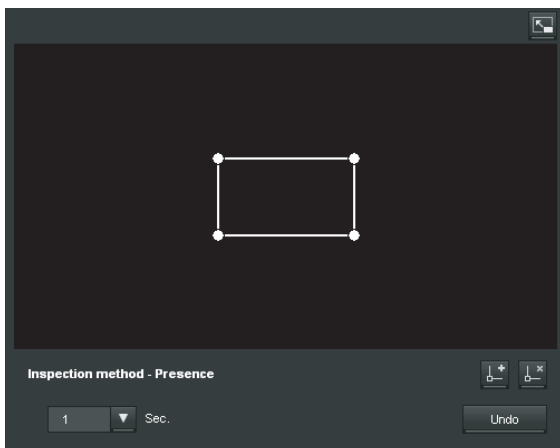 Inspection method - Presence
1 Sec.
Undo